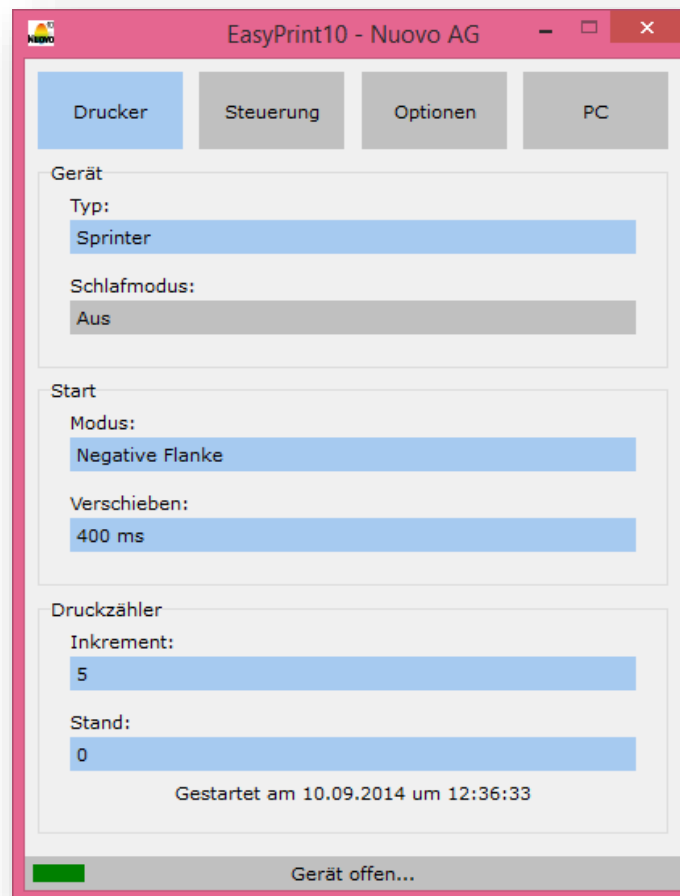 NUOVO
EasyPrint10 - Nuovo AG
Drucker
Steuerung
Optionen
PC
Gerät
Typ:
Sprinter
Schlafmodus:
Aus
Start
Modus:
Negative Flanke
Verschieben:
400 ms
Druckzähler
Inkrement:
5
Stand:
0
Gestartet am 10.09.2014 um 12:36:33
Gerät offen...